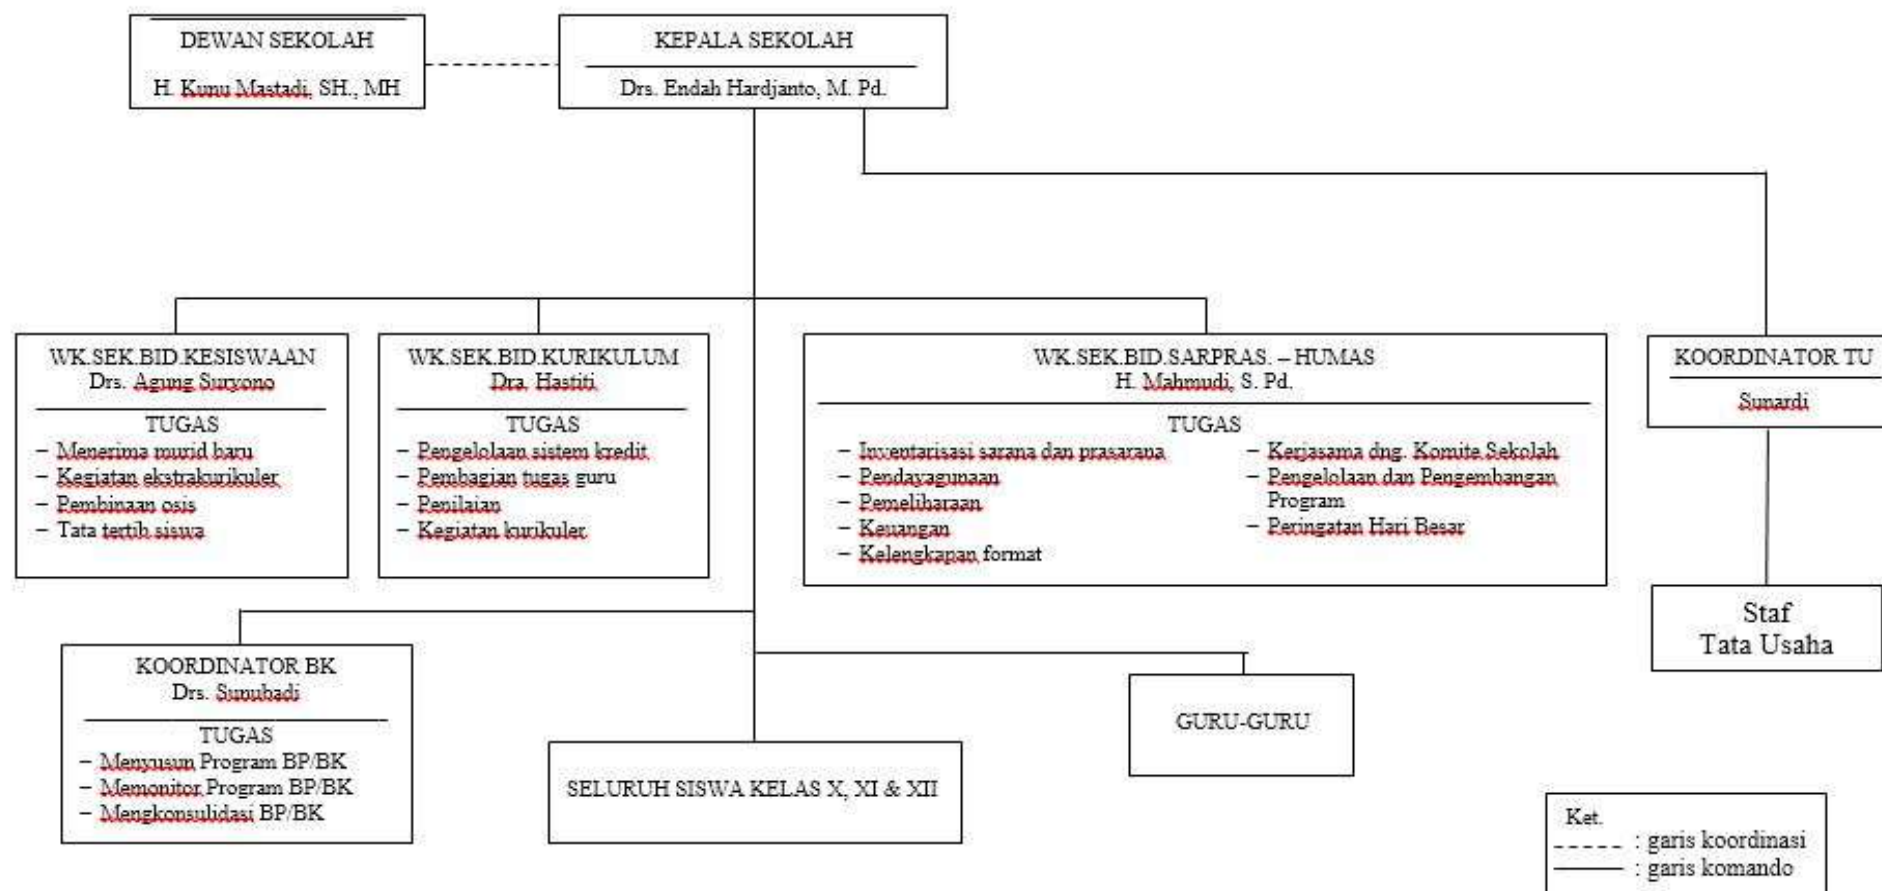 DEWAN SEKOLAH
H. Kunu Mastadi, SH., MH
KEPALA SEKOLAH
Drs. Endah Hardjanto, M. Pd.
WK.SEK.BID.KESISWAAN
Drs. Agung Suryono
TUGAS
– Menerima murid baru
– Kegiatan ekstrakurikuler
– Pembinaan osis
– Tata tertib siswa
WK.SEK.BID.KURIKULUM
Dra. Hastiti
TUGAS
– Pengelolaan sistem kredit
– Pembagian tugas guru
– Penilaian
– Kegiatan kurikuler
WK.SEK.BID.SARPRAS. – HUMAS
H. Mahmudi, S. Pd.
TUGAS
– Inventarisasi sarana dan prasarana
– Pendayagunaan
– Pemeliharaan
– Keuangan
– Kelengkapan format
– Kerjasama dng. Komite Sekolah
– Pengelolaan dan Pengembangan
Program
– Peringatan Hari Besar
KOORDINATOR TU
Sunardi
Staf
Tata Usaha
KOORDINATOR BK
Drs. Sunuhadi
TUGAS
– Menyusun Program BP/BK
– Memonitor Program BP/BK
– Mengkonsulidasi BP/BK
SELURUH SISWA KELAS X, XI & XII
GURU-GURU
Ket.
: garis koordinasi
: garis komando